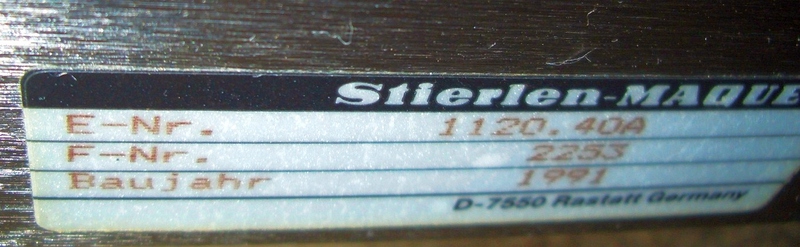 Stierlen-MAQUE
E-Nr. 1120.40A
F-Nr. 2253
Baujahr 1991
D-7550 Rastatt Germany